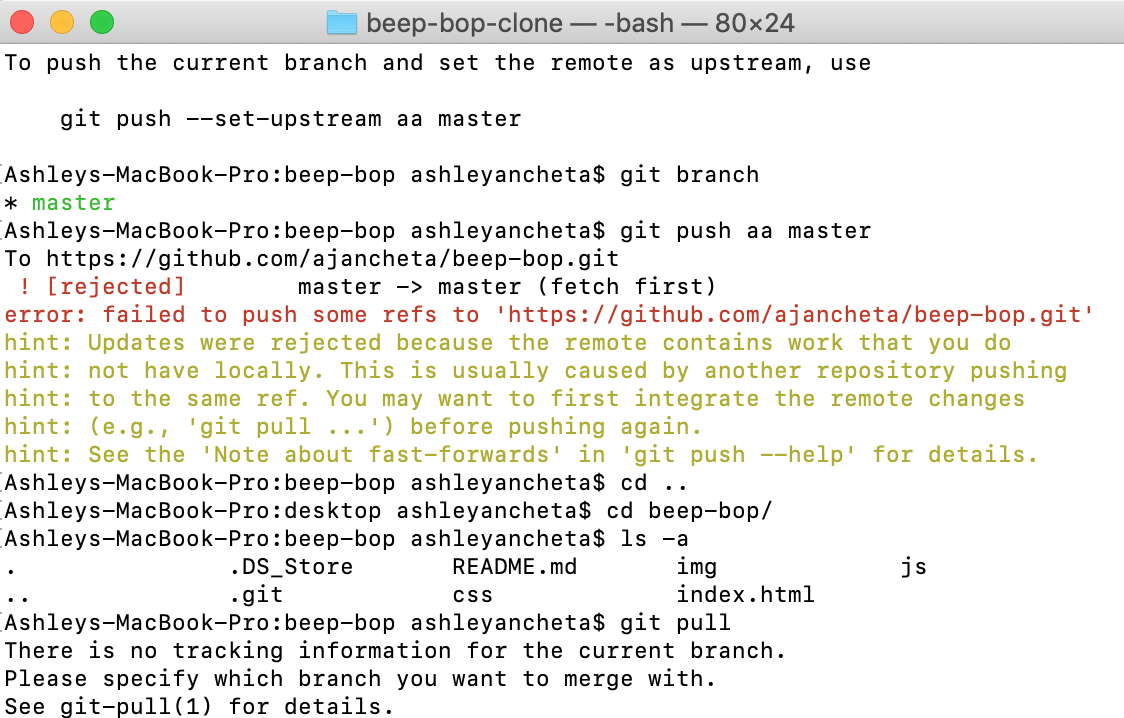 beep-bop-clone — -bash — 80×24
To push the current branch and set the remote as upstream, use
    git push --set-upstream aa master
[Ashleys-MacBook-Pro:beep-bop ashleyancheta$ git branch
* master
[Ashleys-MacBook-Pro:beep-bop ashleyancheta$ git push aa master
To https://github.com/ajancheta/beep-bop.git
 ! [rejected]        master -> master (fetch first)
error: failed to push some refs to 'https://github.com/ajancheta/beep-bop.git'
hint: Updates were rejected because the remote contains work that you do
hint: not have locally. This is usually caused by another repository pushing
hint: to the same ref. You may want to first integrate the remote changes
hint: (e.g., 'git pull ...') before pushing again.
hint: See the 'Note about fast-forwards' in 'git push --help' for details.
[Ashleys-MacBook-Pro:beep-bop ashleyancheta$ cd ..
[Ashleys-MacBook-Pro:desktop ashleyancheta$ cd beep-bop/
[Ashleys-MacBook-Pro:beep-bop ashleyancheta$ ls -a
.               .DS_Store       README.md       img             js
..              .git            css             index.html
[Ashleys-MacBook-Pro:beep-bop ashleyancheta$ git pull
There is no tracking information for the current branch.
Please specify which branch you want to merge with.
See git-pull(1) for details.